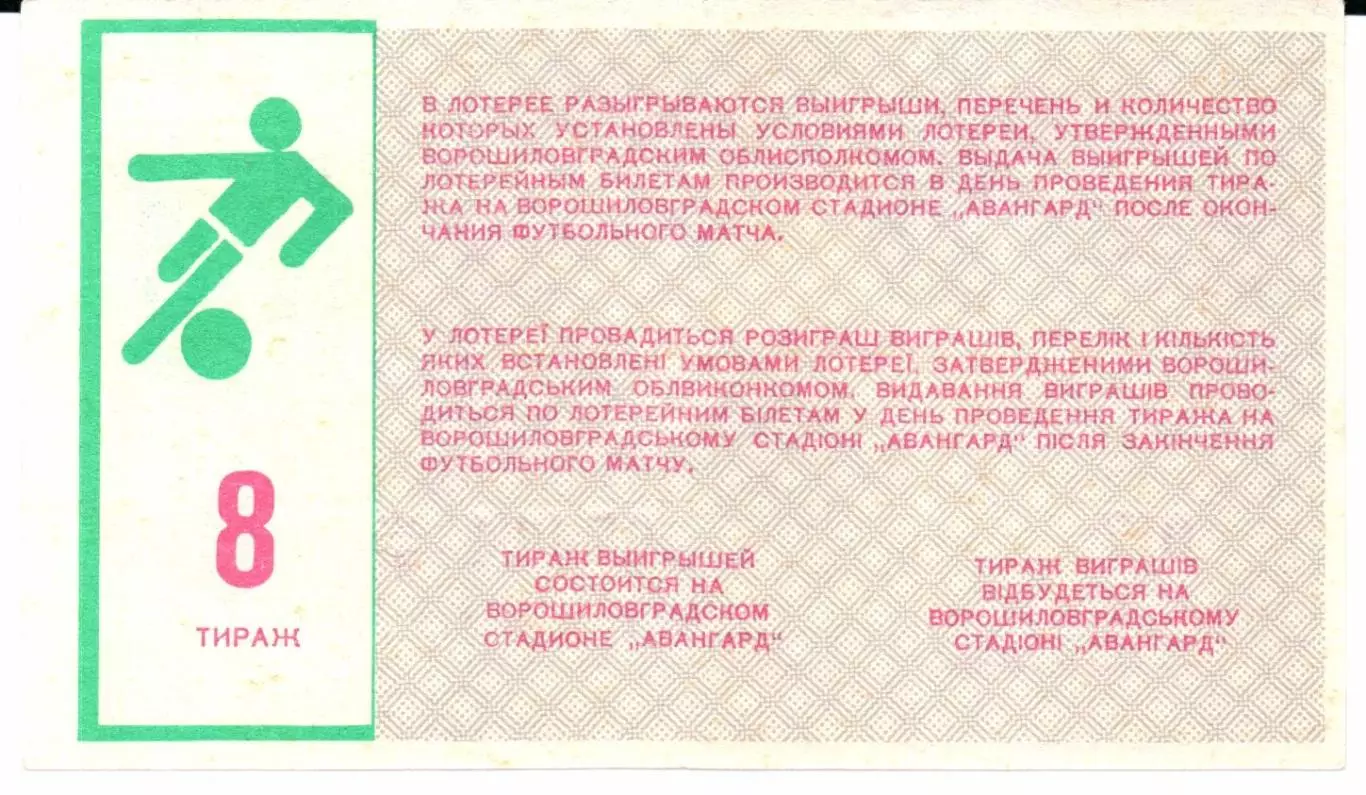 В ЛОТЕРЕЕ РАЗЫГРЫВАЮТСЯ ВЫИГРЫШИ, ПЕРЕЧЕНЬ И КОЛИЧЕСТВО
КОТОРЫХ УСТАНОВЛЕНЫ УСЛОВИЯМИ ЛОТЕРЕИ, УТВЕРЖДЕННЫМИ
ВОРОШИЛОВГРАДСКИМ ОБЛИСПОЛКОМОМ. ВЫДАЧА ВЫИГРЫШЕЙ ПО
ЛОТЕРЕЙНЫМ БИЛЕТАМ ПРОИЗВОДИТСЯ В ДЕНЬ ПРОВЕДЕНИЯ ТИРА-
ЖА НА ВОРОШИЛОВГРАДСКОМ СТАДИОНЕ „АВАНГАРД" ПОСЛЕ ОКОН-
ЧАНИЯ ФУТБОЛЬНОГО МАТЧА.
У ЛОТЕРЕЇ ПРОВАДИТЬСЯ РОЗИГРАШ ВИГРАШІВ, ПЕРЕЛІК І КІЛЬКІСТЬ
ЯКИХ ВСТАНОВЛЕНІ УМОВАМИ ЛОТЕРЕЇ, ЗАТВЕРДЖЕНИМИ ВОРОШИ-
ЛОВГРАДСЬКИМ ОБЛВИКОНКОМОМ. ВИДАВАННЯ ВИГРАШІВ ПРОВО-
ДИТЬСЯ ПО ЛОТЕРЕЙНИМ БІЛЕТАМ У ДЕНЬ ПРОВЕДЕННЯ ТИРАЖА НА
ВОРОШИЛОВГРАДСЬКОМУ СТАДІОНІ „АВАНГАРД" ПІСЛЯ ЗАКІНЧЕННЯ
ФУТБОЛЬНОГО МАТЧУ.
8
ТИРАЖ
ТИРАЖ ВЫИГРЫШЕЙ
СОСТОИТСЯ НА
ВОРОШИЛОВГРАДСКОМ
СТАДИОНЕ „АВАНГАРД"
ТИРАЖ ВИГРАШІВ
ВІДБУДЕТЬСЯ НА
ВОРОШИЛОВГРАДСЬКОМУ
СТАДІОНІ „АВАНГАРД"